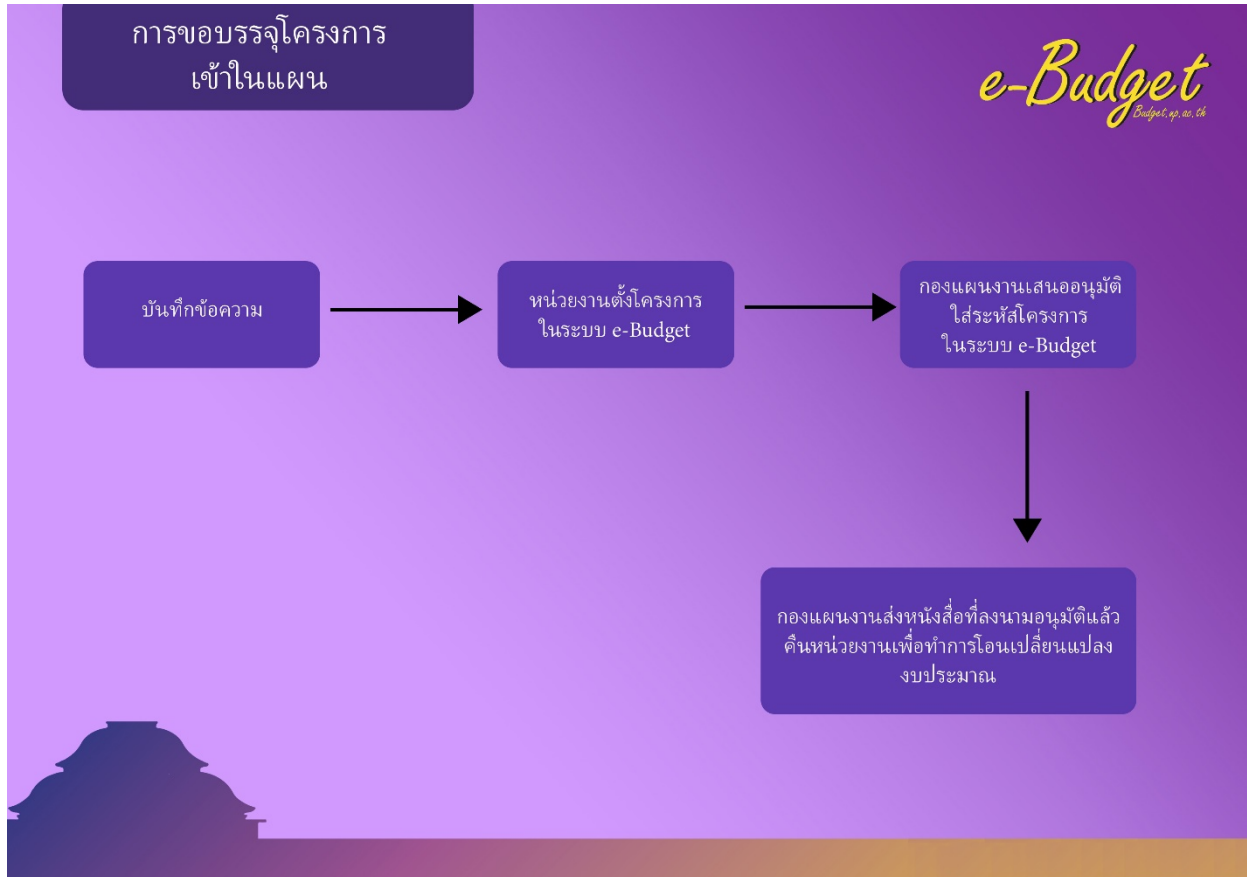 การขอบรรจุโครงการ
เข้าในแผน
e-Budget
Budget.up.ac.th
บันทึกข้อความ
หน่วยงานตั้งโครงการ
ในระบบ e-Budget
กองแผนงานเสนออนุมัติ
ใส่ระหัสโครงการ
ในระบบ e-Budget
กองแผนงานส่งหนังสื่อที่ลงนามอนุมัติแล้ว
คืนหน่วยงานเพื่อทำการโอนเปลี่ยนแปลง
งบประมาณ